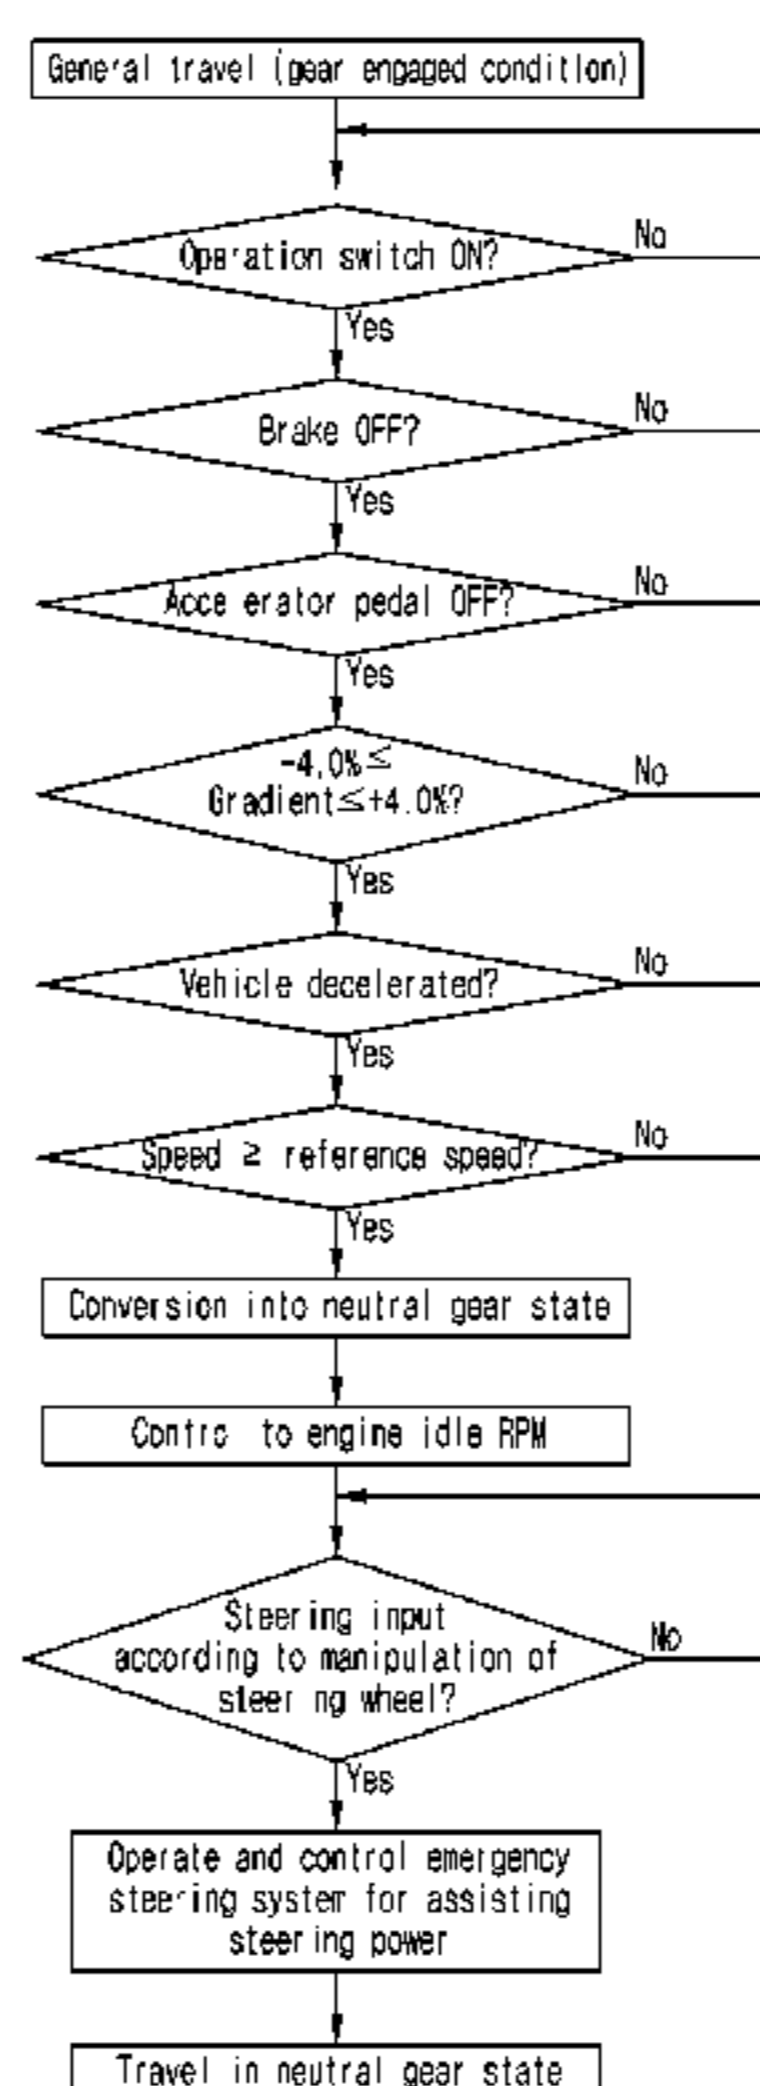 General travel (gear engaged condition)
Operation switch ON?
No
Yes
Brake OFF?
No
Yes
Accelerator pedal OFF?
No
Yes
-4.0%≤
Gradient≤+4.0%?
No
Yes
Vehicle decelerated?
No
Yes
Speed ≥ reference speed?
No
Yes
Conversion into neutral gear state
Control to engine idle RPM
Steering input
according to manipulation of
steering wheel?
No
Yes
Operate and control emergency
steering system for assisting
steering power
Travel in neutral gear state